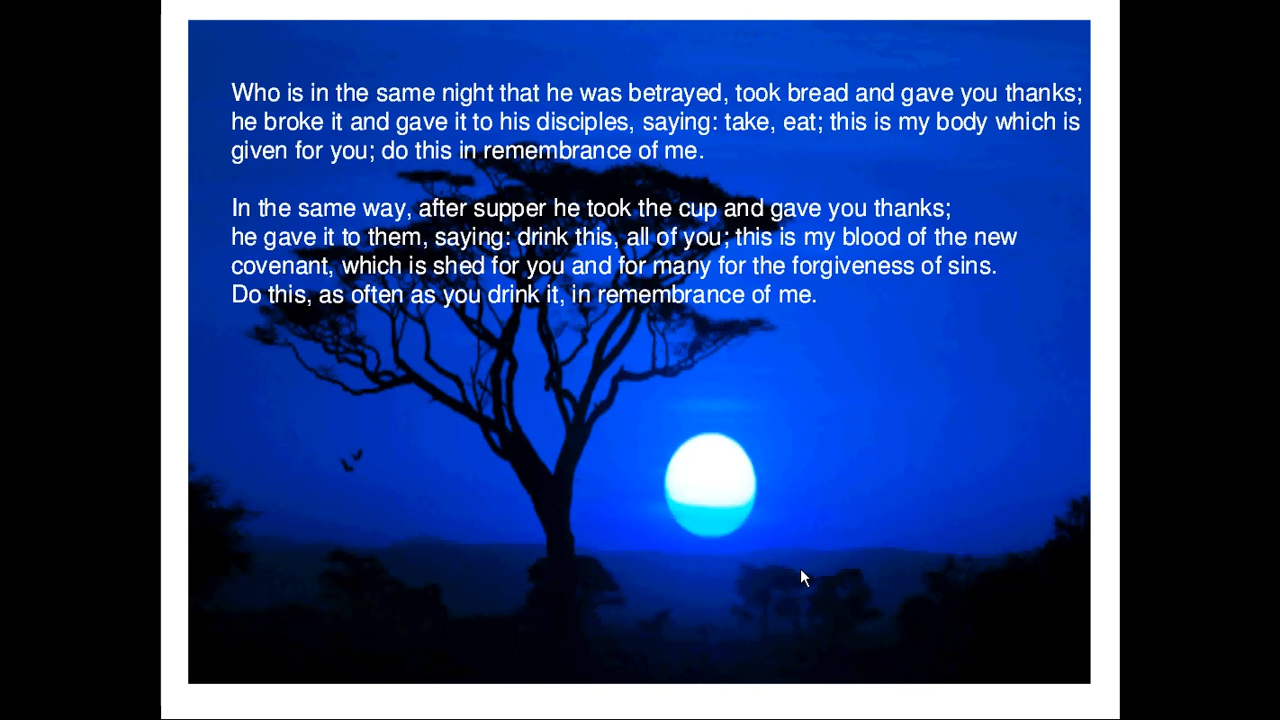 Who is in the same night that he was betrayed, took bread and gave you thanks;
he broke it and gave it to his disciples, saying: take, eat; this is my body which is
given for you; do this in remembrance of me.
In the same way, after supper he took the cup and gave you thanks;
he gave it to them, saying: drink this, all of you; this is my blood of the new
covenant, which is shed for you and for many for the forgiveness of sins.
Do this, as often as you drink it, in remembrance of me.